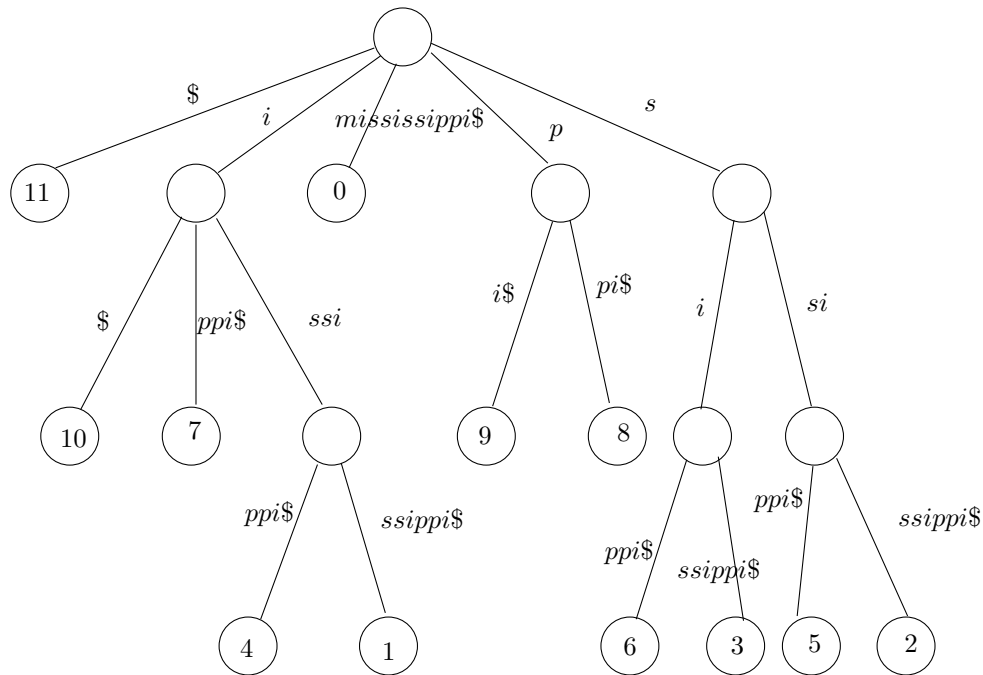 $ i mississippi$ p s
11 0
$ ppi$ ssi i$ pi$ i si
10 7 9 8
ppi$ ssippi$ ppi$ ssippi$ ppi$ ssippi$
4 1 6 3 5 2